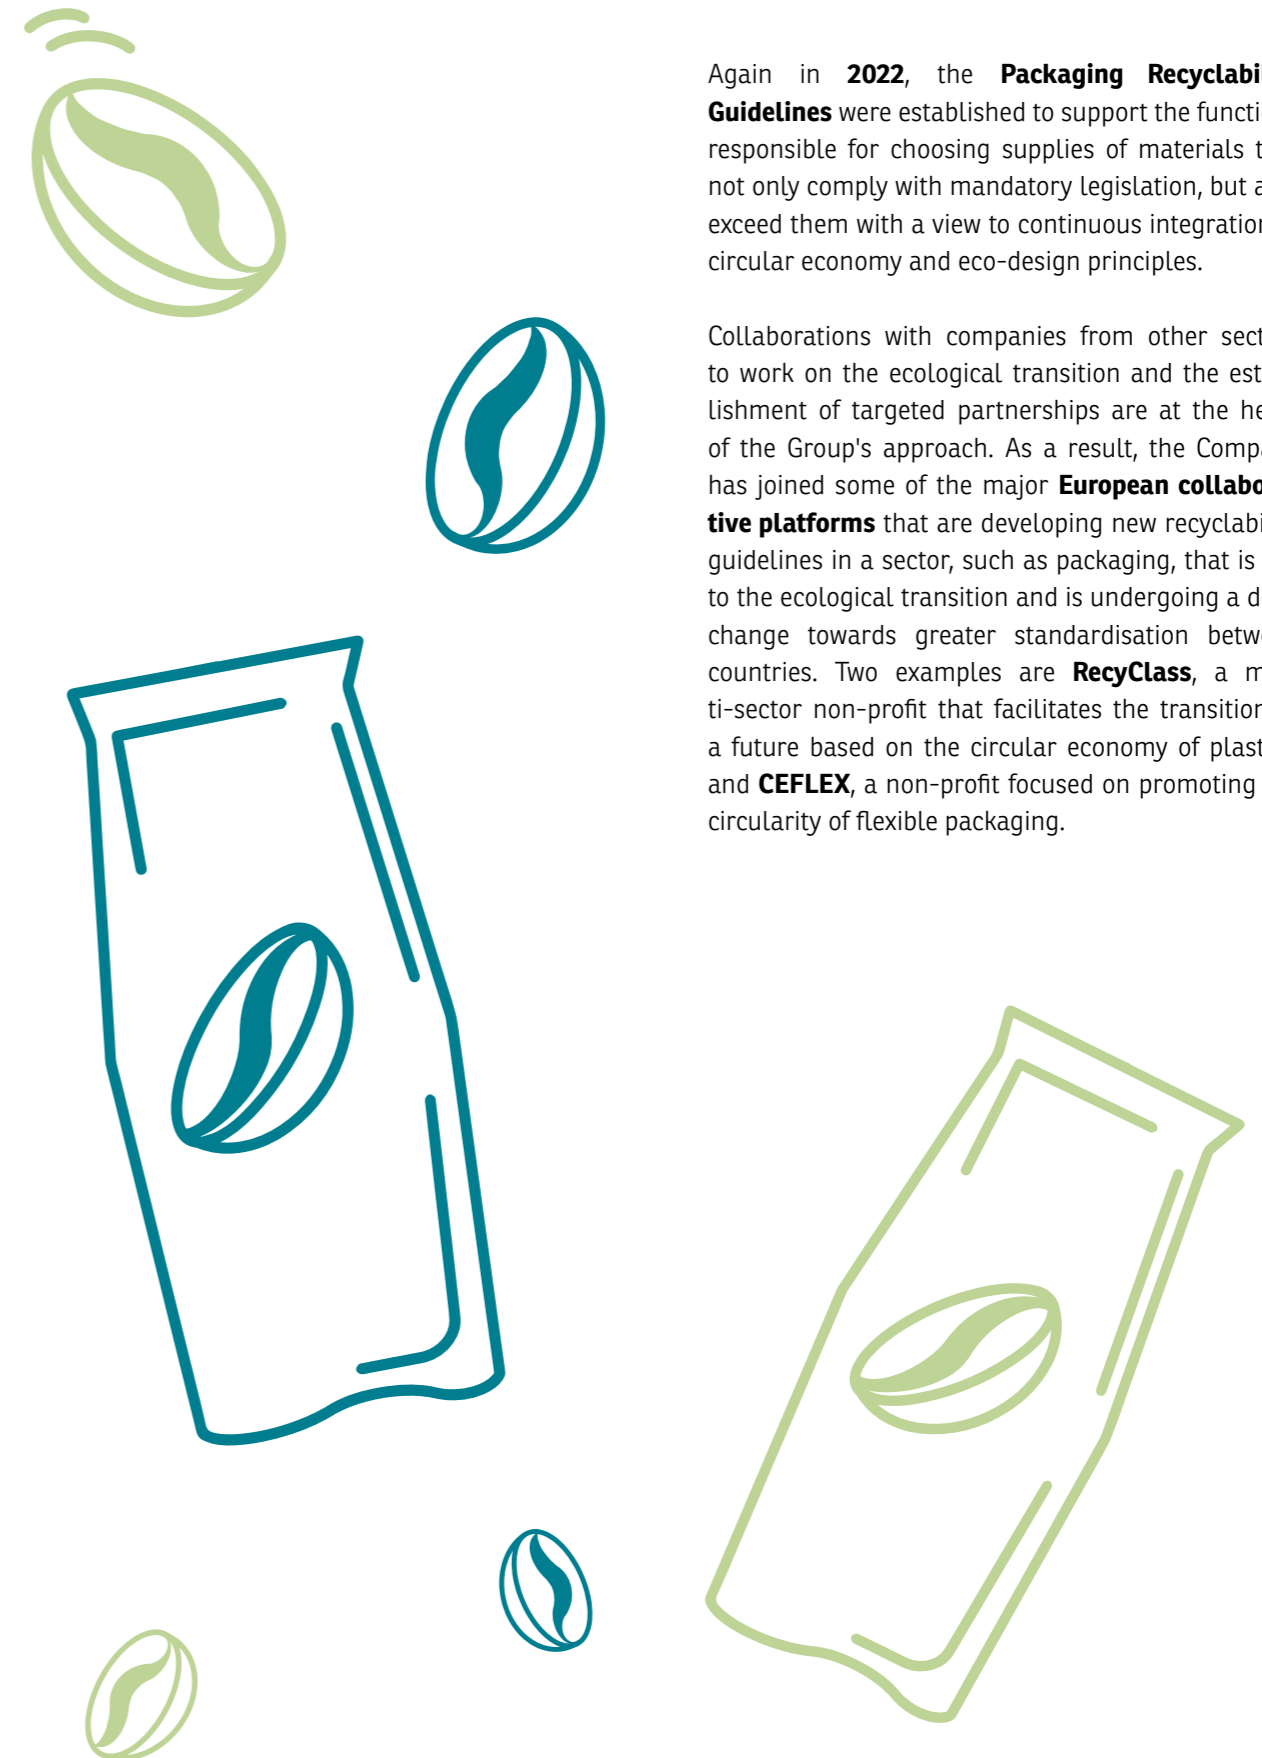 Again in 2022, the Packaging Recyclabil
Guidelines were established to support the functi
responsible for choosing supplies of materials t
not only comply with mandatory legislation, but a
exceed them with a view to continuous integration
circular economy and eco-design principles.
Collaborations with companies from other sect
to work on the ecological transition and the est
lishment of targeted partnerships are at the he
of the Group's approach. As a result, the Compa
has joined some of the major European collabo
tive platforms that are developing new recyclabi
guidelines in a sector, such as packaging, that is
to the ecological transition and is undergoing a d
change towards greater standardisation betw
countries. Two examples are RecyClass, a m
ti-sector non-profit that facilitates the transition
a future based on the circular economy of plast
and CEFLEX, a non-profit focused on promoting
circularity of flexible packaging.